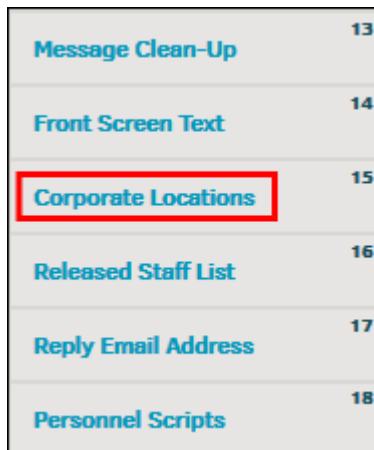 Message Clean-Up 13
Front Screen Text 14
Corporate Locations 15
Released Staff List 16
Reply Email Address 17
Personnel Scripts 18